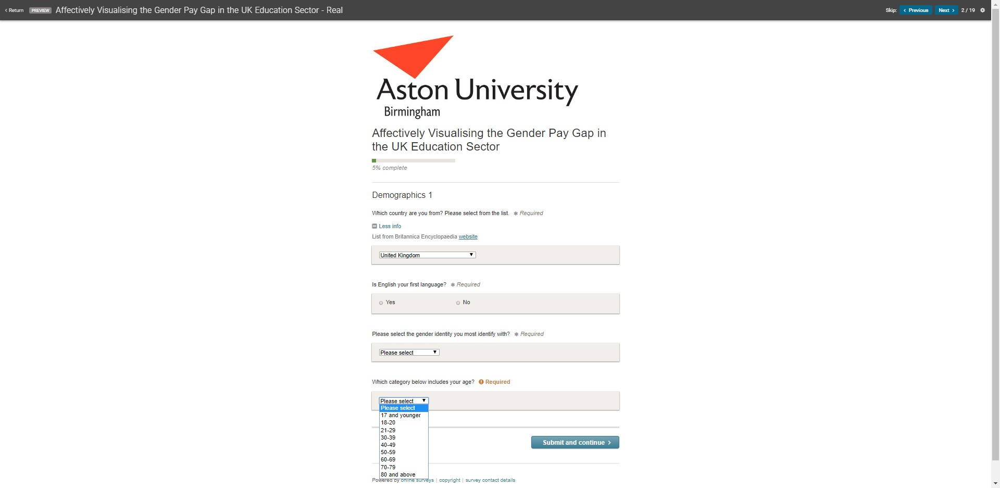 Return PREVIEW Affectively Visualising the Gender Pay Gap in the UK Education Sector - Real Skip: Previous Next 2 / 19
Aston University
Birmingham
Affectively Visualising the Gender Pay Gap in
the UK Education Sector
5% complete
Demographics 1
Which country are you from? Please select from the list. Required
Less info
List from Britannica Encyclopaedia website
United Kingdom
Is English your first language? Required
Yes No
Please select the gender identity you most identify with? Required
Please select
Which category below includes your age? Required
Please select
Please select
17 and younger
18-20
21-29
30-39
40-49
Submit and continue
50-59
60-69
70-79
80 and above
Powered by online surveys | copyright | survey contact details